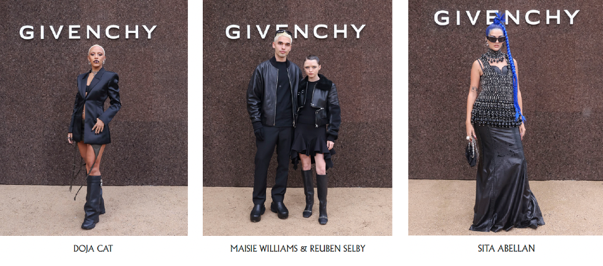 GIVENCHY
GIVENCHY
GIVENCHY
DOJA CAT
MAISIE WILLIAMS & REUBEN SELBY
SITA ABELLAN